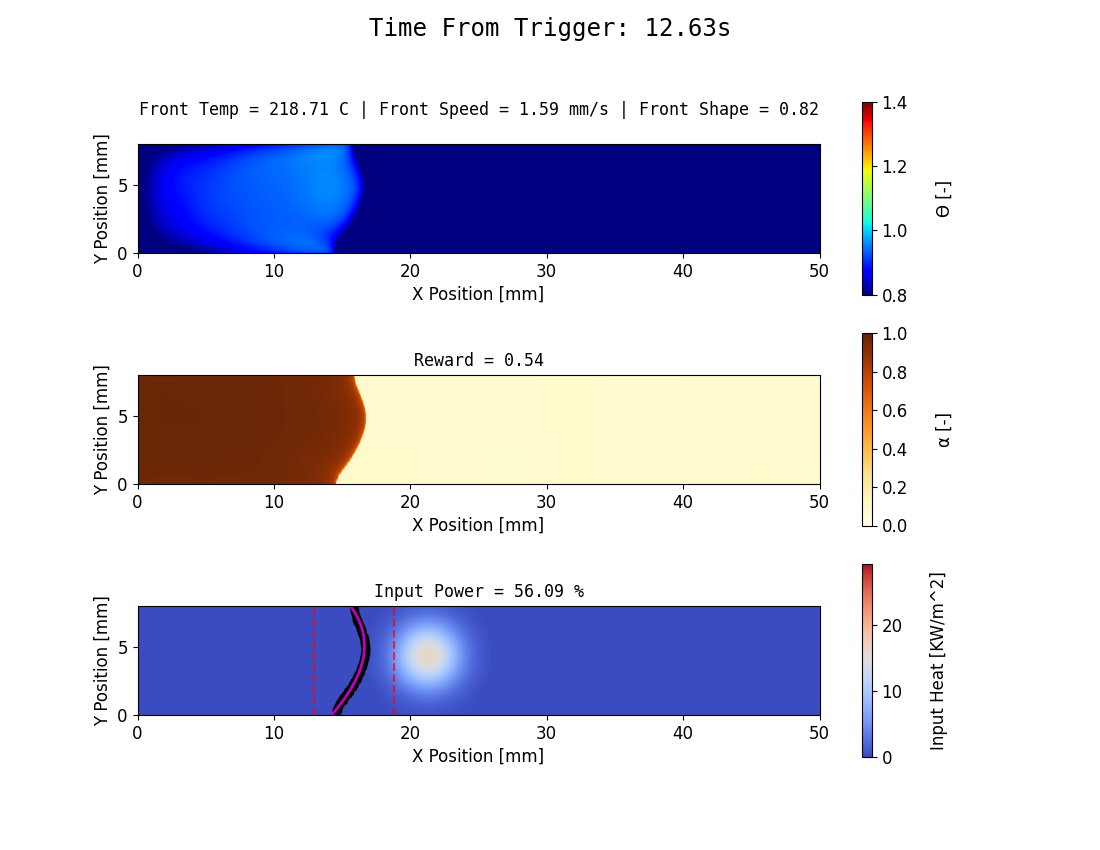 Time From Trigger: 12.63s
Front Temp = 218.71 C | Front Speed = 1.59 mm/s | Front Shape = 0.82
Y Position [mm]
5
0
0 10 20 30 40 50
X Position [mm]
1.4
1.2
1.0
0.8
Θ [-]
Reward = 0.54
Y Position [mm]
5
0
0 10 20 30 40 50
X Position [mm]
1.0
0.8
0.6
0.4
0.2
0.0
α [-]
Input Power = 56.09 %
Y Position [mm]
5
0
0 10 20 30 40 50
X Position [mm]
20
10
0
Input Heat [KW/m^2]